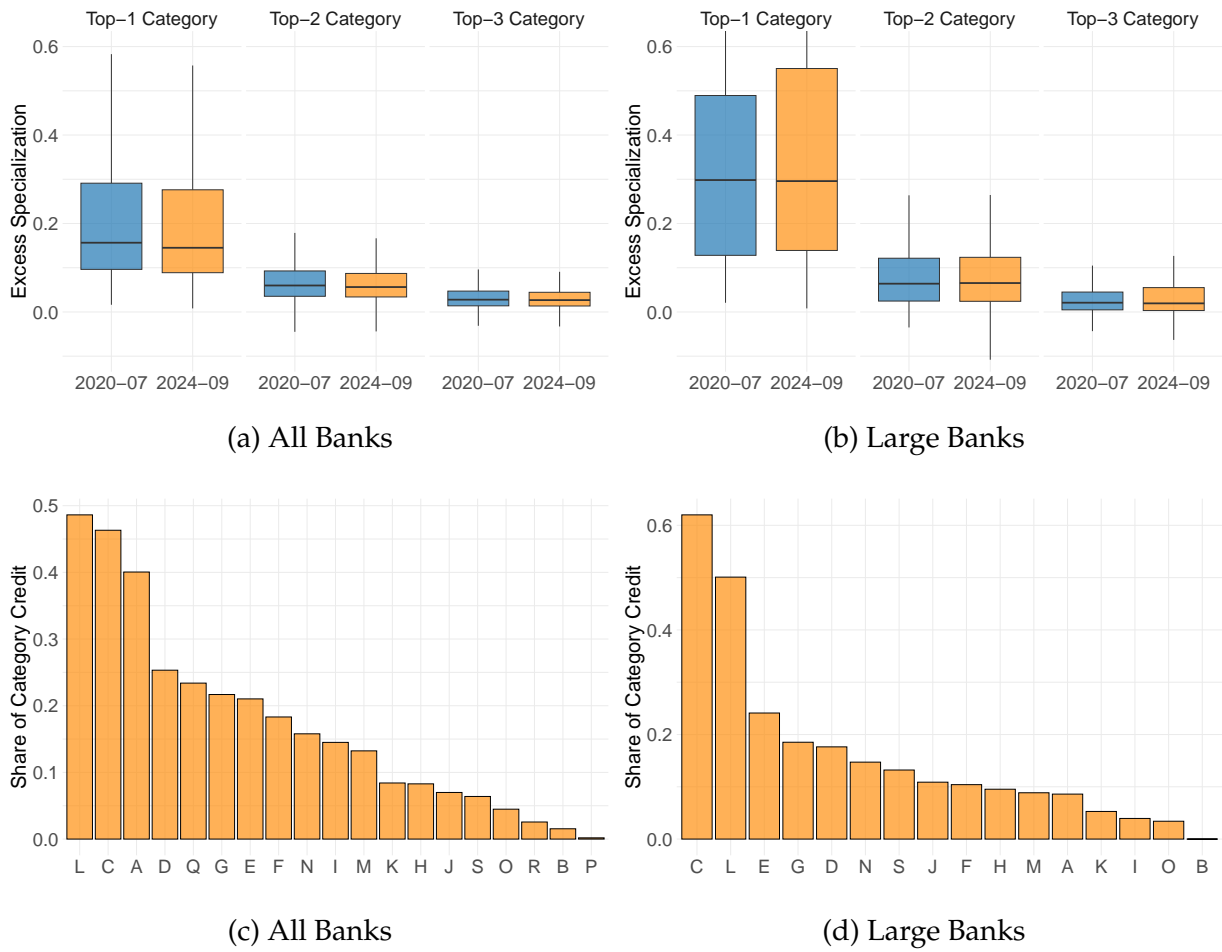 Top−1 Category Top−2 Category Top−3 Category
Excess Specialization
0.6
0.4
0.2
0.0
2020−07 2024−09 2020−07 2024−09 2020−07 2024−09
(a) All Banks
Top−1 Category Top−2 Category Top−3 Category
Excess Specialization
0.6
0.4
0.2
0.0
2020−07 2024−09 2020−07 2024−09 2020−07 2024−09
(b) Large Banks
Share of Category Credit
0.5
0.4
0.3
0.2
0.1
0.0
L C A D Q G E F N I M K H J S O R B P
(c) All Banks
Share of Category Credit
0.6
0.4
0.2
0.0
C L E G D N S J F H M A K I O B
(d) Large Banks